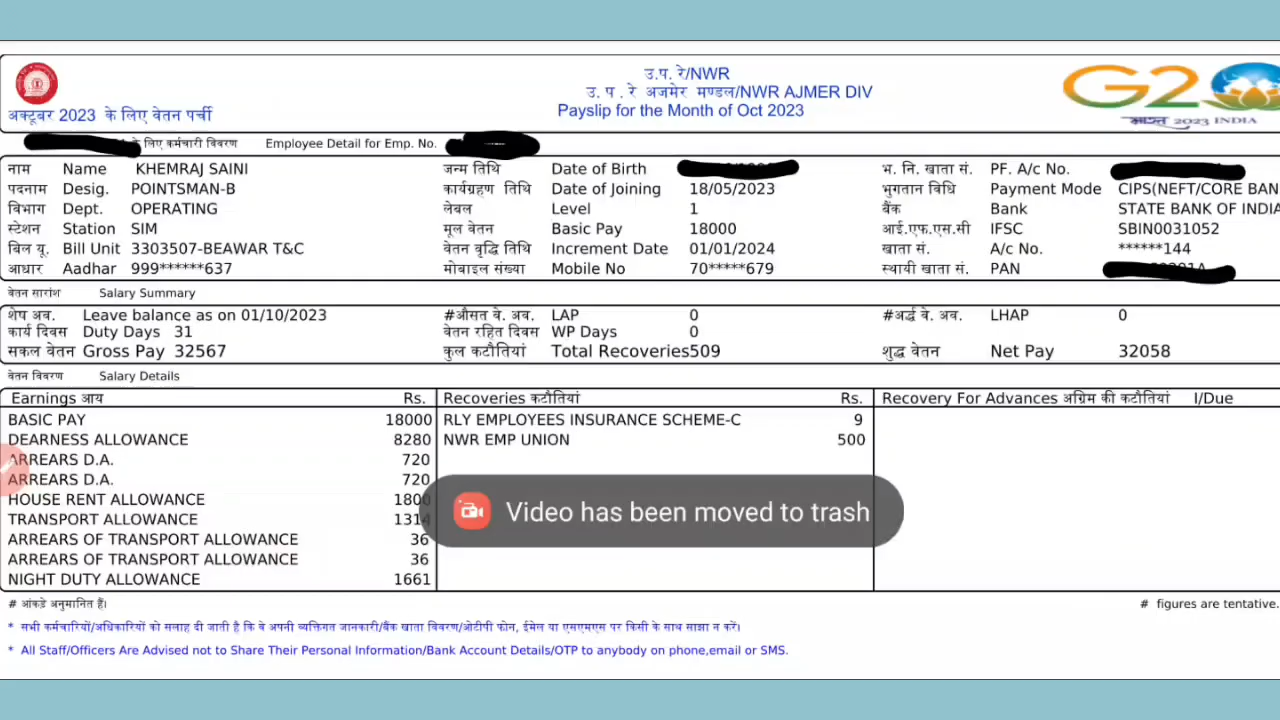 उ.प. रे/NWR
उ. प . रे अजमेर मण्डल/NWR AJMER DIV
अक्टूबर 2023 के लिए वेतन पर्ची Payslip for the Month of Oct 2023
G20
भारत 2023 INDIA
के लिए कर्मचारी विवरण Employee Detail for Emp. No.
नाम Name KHEMRAJ SAINI जन्म तिथि Date of Birth भ. नि. खाता सं. PF. A/c No.
पदनाम Desig. POINTSMAN-B कार्यग्रहण तिथि Date of Joining 18/05/2023 भुगतान विधि Payment Mode CIPS(NEFT/CORE BAN
विभाग Dept. OPERATING लेबल Level 1 बैंक Bank STATE BANK OF INDIA
स्टेशन Station SIM मूल वेतन Basic Pay 18000 आई.एफ.एस.सी IFSC SBIN0031052
बिल यू. Bill Unit 3303507-BEAWAR T&C वेतन वृद्धि तिथि Increment Date 01/01/2024 खाता सं. A/c No. ******144
आधार Aadhar 999******637 मोबाइल संख्या Mobile No 70*****679 स्थायी खाता सं. PAN
वेतन सारांश Salary Summary
शेष अव. Leave balance as on 01/10/2023 #औसत वे. अव. LAP 0 #अर्द्ध वे. अव. LHAP 0
कार्य दिवस Duty Days 31 वेतन रहित दिवस WP Days 0
सकल वेतन Gross Pay 32567 कुल कटौतियां Total Recoveries509 शुद्ध वेतन Net Pay 32058
वेतन विवरण Salary Details
Earnings आय Rs. Recoveries कटौतियां Rs. Recovery For Advances अग्रिम की कटौतियां I/Due
BASIC PAY 18000 RLY EMPLOYEES INSURANCE SCHEME-C 9
DEARNESS ALLOWANCE 8280 NWR EMP UNION 500
ARREARS D.A. 720
ARREARS D.A. 720
HOUSE RENT ALLOWANCE 1800
TRANSPORT ALLOWANCE 1314
Video has been moved to trash
ARREARS OF TRANSPORT ALLOWANCE 36
ARREARS OF TRANSPORT ALLOWANCE 36
NIGHT DUTY ALLOWANCE 1661
# आंकड़े अनुमानित हैं। # figures are tentative.
* सभी कर्मचारियों/अधिकारियों को सलाह दी जाती है कि वे अपनी व्यक्तिगत जानकारी/बैंक खाता विवरण/ओटीपी फोन, ईमेल या एसएमएस पर किसी के साथ साझा न करें।
* All Staff/Officers Are Advised not to Share Their Personal Information/Bank Account Details/OTP to anybody on phone,email or SMS.